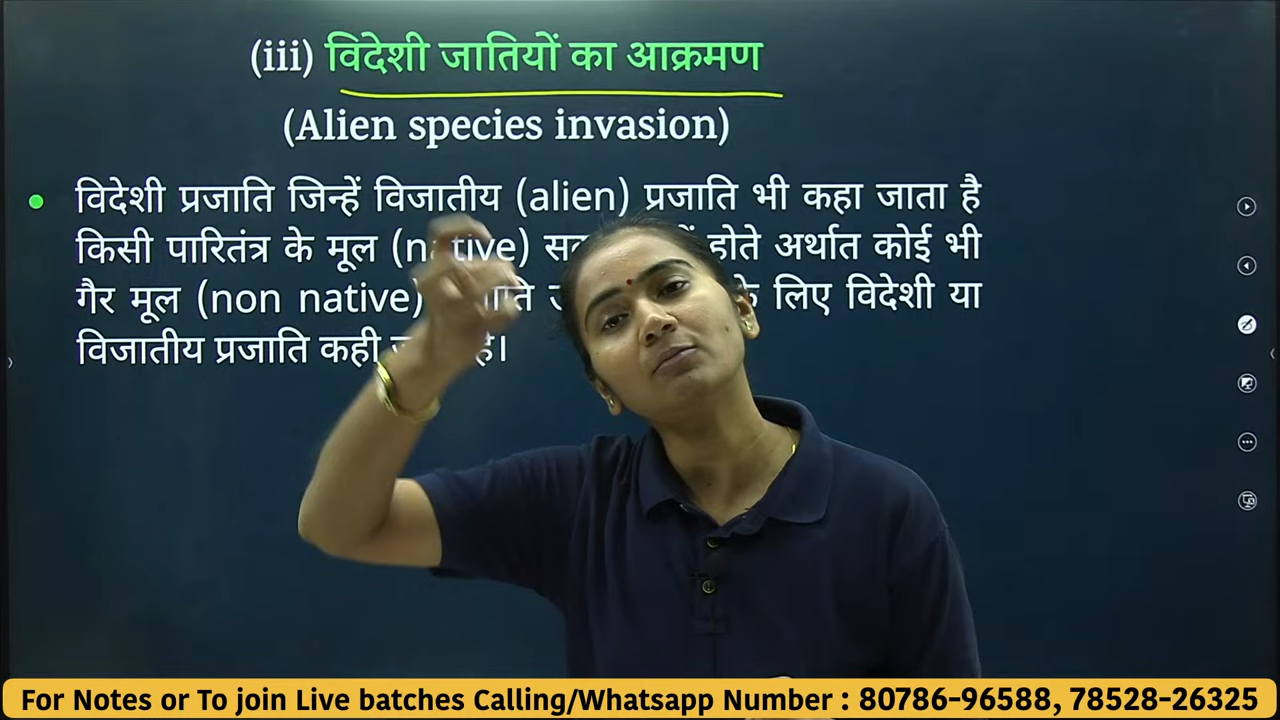 (iii) विदेशी जातियों का आक्रमण
(Alien species invasion)
विदेशी प्रजाति जिन्हें विजातीय (alien) प्रजाति भी कहा जाता है
किसी पारितंत्र के मूल (native) होते अर्थात कोई भी
गैर मूल (non native) के लिए विदेशी या
विजातीय प्रजाति कही है।
For Notes or To join Live batches Calling/Whatsapp Number : 80786-96588, 78528-26325